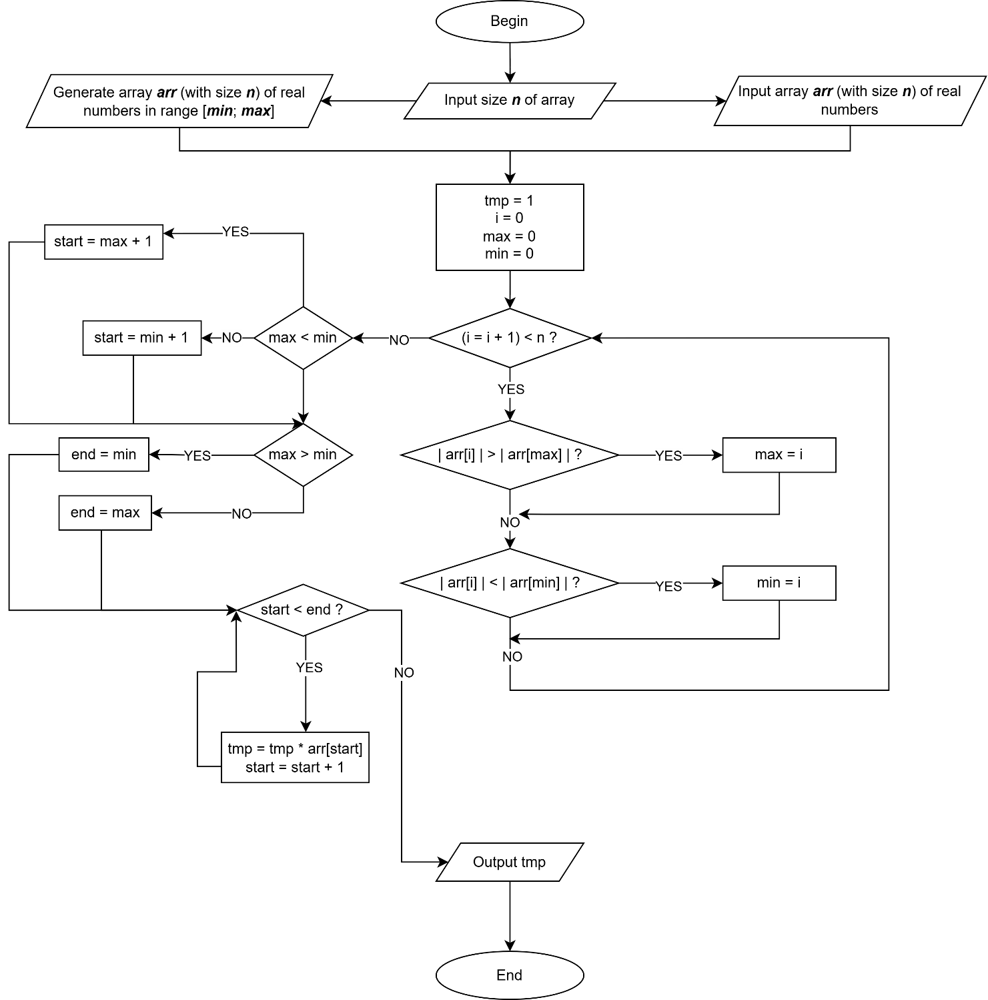 Begin
Generate array arr (with size n) of real
numbers in range [min; max]
Input size n of array
Input array arr (with size n) of real
numbers
tmp = 1
i = 0
max = 0
min = 0
start = max + 1
YES
start = min + 1
NO
max < min
NO
(i = i + 1) < n ?
YES
end = min
YES
max > min
| arr[i] | > | arr[max] | ?
YES
max = i
end = max
NO
NO
| arr[i] | < | arr[min] | ?
YES
min = i
start < end ?
NO
YES
NO
tmp = tmp * arr[start]
start = start + 1
Output tmp
End